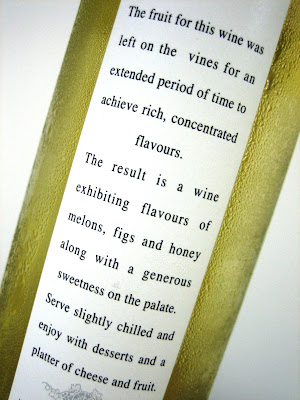 The fruit for this wine was
left on the vines for an
extended period of time to
achieve rich, concentrated
flavours.
The result is a wine
exhibiting flavours of
melons, figs and honey
along with a generous
sweetness on the palate.
Serve slightly chilled and
enjoy with desserts and a
platter of cheese and fruit.